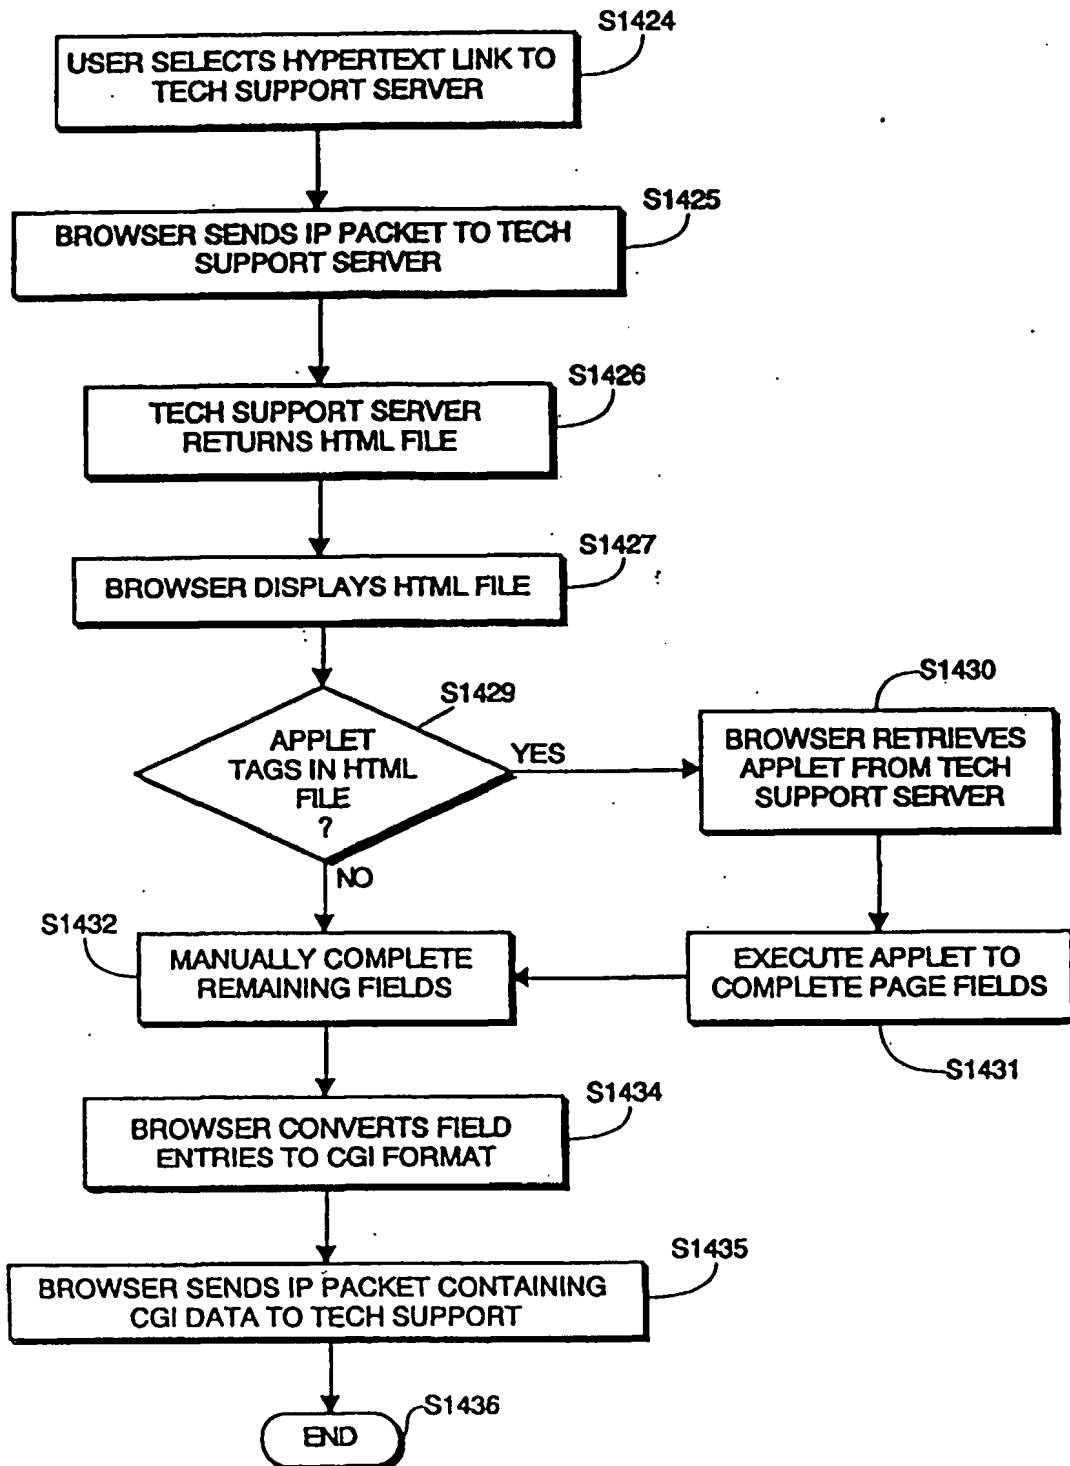 S1424
USER SELECTS HYPERTEXT LINK TO
TECH SUPPORT SERVER
S1425
BROWSER SENDS IP PACKET TO TECH
SUPPORT SERVER
S1426
TECH SUPPORT SERVER
RETURNS HTML FILE
S1427
BROWSER DISPLAYS HTML FILE
S1429
APPLET
TAGS IN HTML
FILE
?
YES
NO
S1430
BROWSER RETRIEVES
APPLET FROM TECH
SUPPORT SERVER
EXECUTE APPLET TO
COMPLETE PAGE FIELDS
S1431
S1432
MANUALLY COMPLETE
REMAINING FIELDS
S1434
BROWSER CONVERTS FIELD
ENTRIES TO CGI FORMAT
S1435
BROWSER SENDS IP PACKET CONTAINING
CGI DATA TO TECH SUPPORT
S1436
END